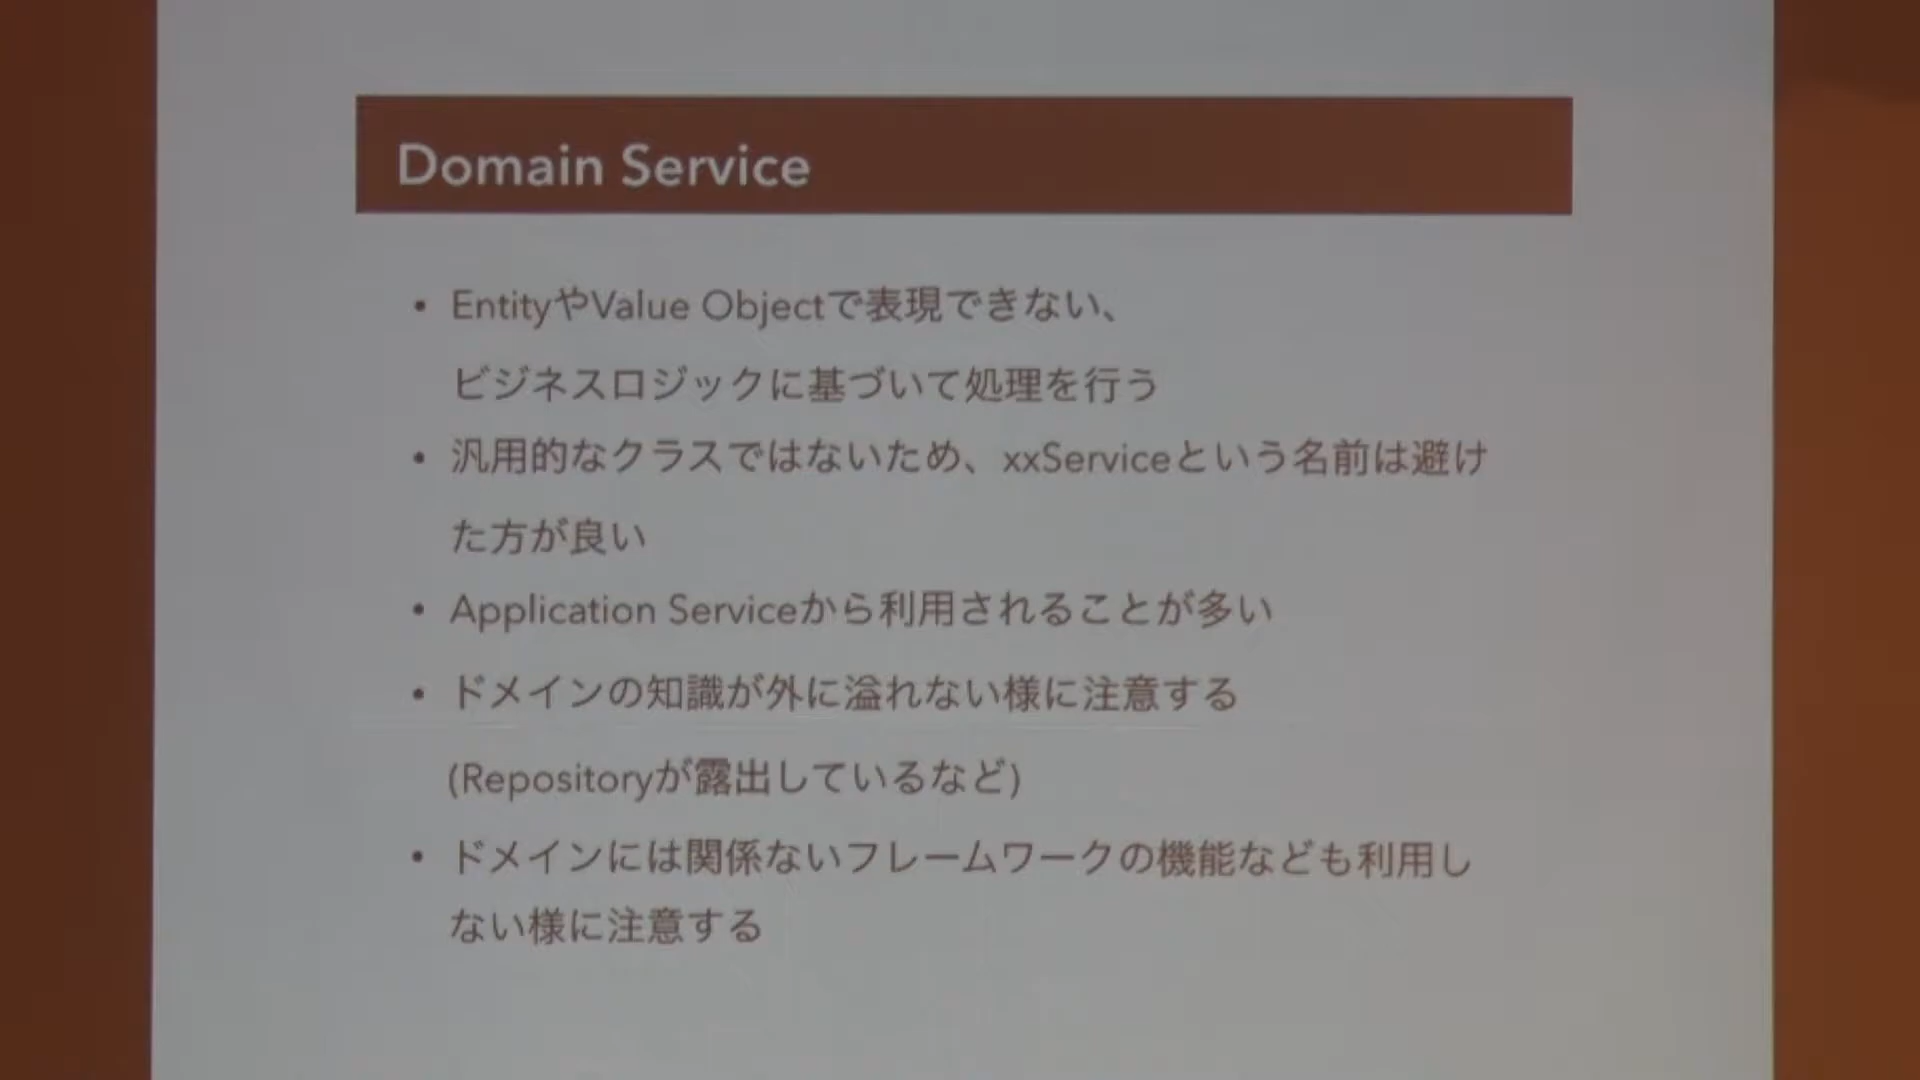 Domain Service
• EntityやValue Objectで表現できない、
ビジネスロジックに基づいて処理を行う
• 汎用的なクラスではないため、xxServiceという名前は避け
た方が良い
• Application Serviceから利用されることが多い
• ドメインの知識が外に溢れない様に注意する
(Repositoryが露出しているなど)
• ドメインには関係ないフレームワークの機能なども利用し
ない様に注意する